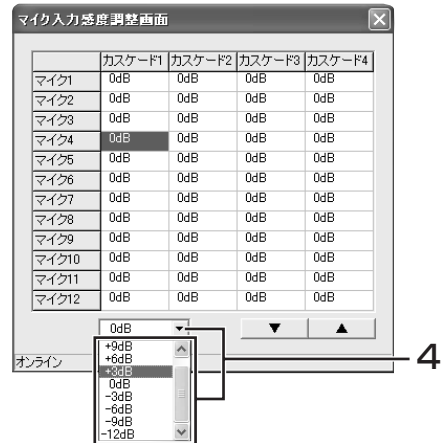 マイク入力感度調整画面
カスケード1 カスケード2 カスケード3 カスケード4
マイク1 0dB 0dB 0dB 0dB
マイク2 0dB 0dB 0dB 0dB
マイク3 0dB 0dB 0dB 0dB
マイク4 0dB 0dB 0dB 0dB
マイク5 0dB 0dB 0dB 0dB
マイク6 0dB 0dB 0dB 0dB
マイク7 0dB 0dB 0dB 0dB
マイク8 0dB 0dB 0dB 0dB
マイク9 0dB 0dB 0dB 0dB
マイク10 0dB 0dB 0dB 0dB
マイク11 0dB 0dB 0dB 0dB
マイク12 0dB 0dB 0dB 0dB
0dB ▼ ▲
オンライン
+9dB
+6dB
+3dB
0dB
-3dB
-6dB
-9dB
-12dB
4